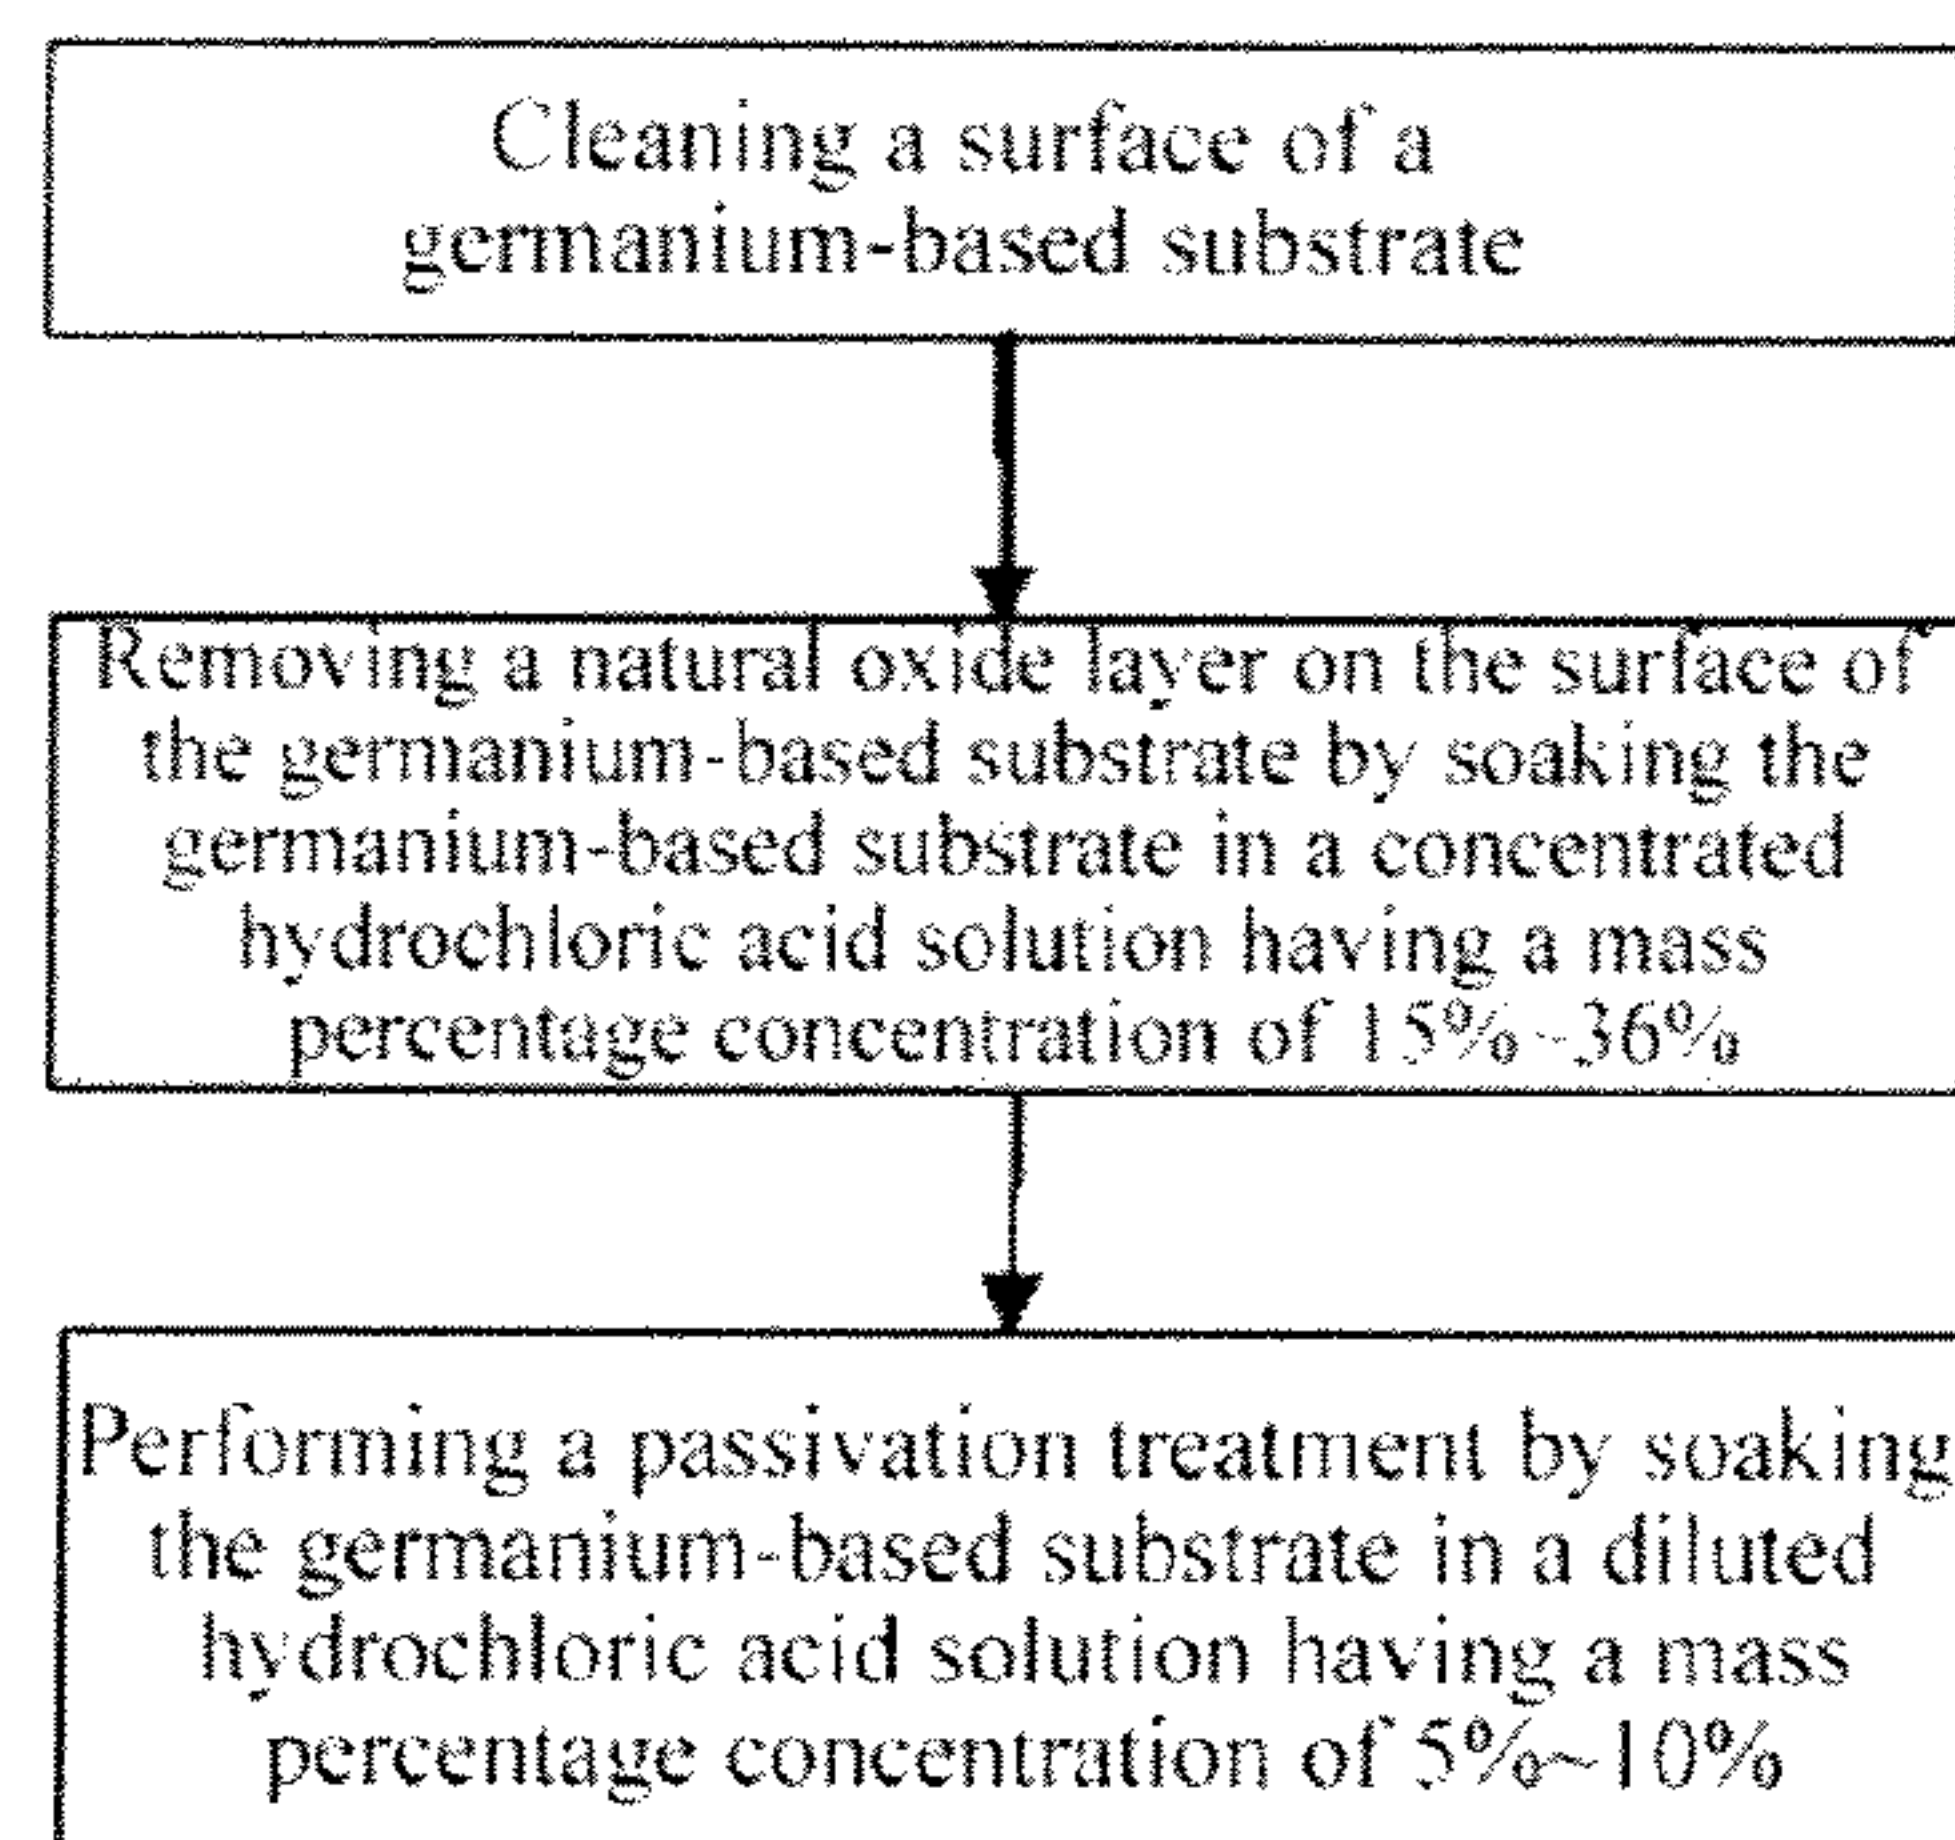 Cleaning a surface of a
germanium-based substrate
Removing a natural oxide layer on the surface of
the germanium-based substrate by soaking the
germanium-based substrate in a concentrated
hydrochloric acid solution having a mass
percentage concentration of 15%~36%
Performing a passivation treatment by soaking
the germanium-based substrate in a diluted
hydrochloric acid solution having a mass
percentage concentration of 5%~10%